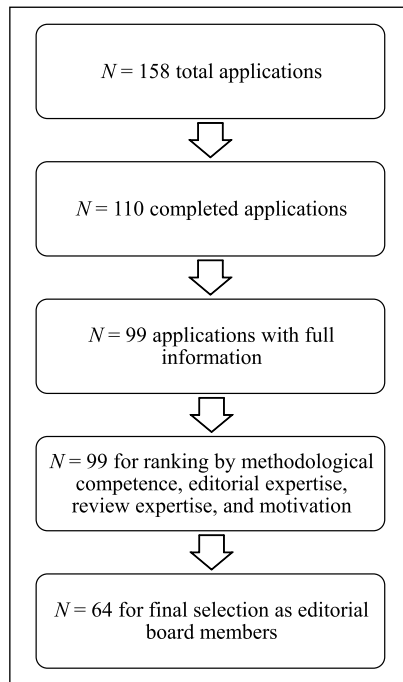 N = 158 total applications
N = 110 completed applications
N = 99 applications with full
information
N = 99 for ranking by methodological
competence, editorial expertise,
review expertise, and motivation
N = 64 for final selection as editorial
board members